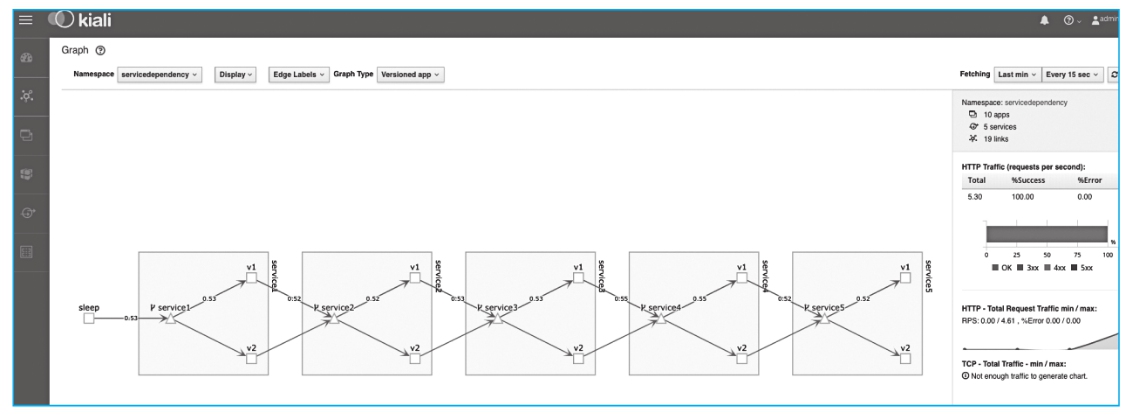 kiali
admin
Graph
Namespace servicedependency Display Edge Labels Graph Type Versioned app
Fetching Last min Every 15 sec
Namespace: servicedependency
10 apps
5 services
19 links
HTTP Traffic (requests per second):
Total %Success %Error
5.30 100.00 0.00
%
0 25 50 75 100
OK 3xx 4xx 5xx
HTTP - Total Request Traffic min / max:
RPS: 0.00 / 4.61 , %Error 0.00 / 0.00
TCP - Total Traffic - min / max:
Not enough traffic to generate chart.
v1 service1 v1 service2 v1 service3 v1 service4 v1 service5
0.53 0.52 0.52 0.53 0.53 0.55 0.55 0.52 0.52
sleep service1 service2 service3 service4 service5
0.53
v2 v2 v2 v2 v2